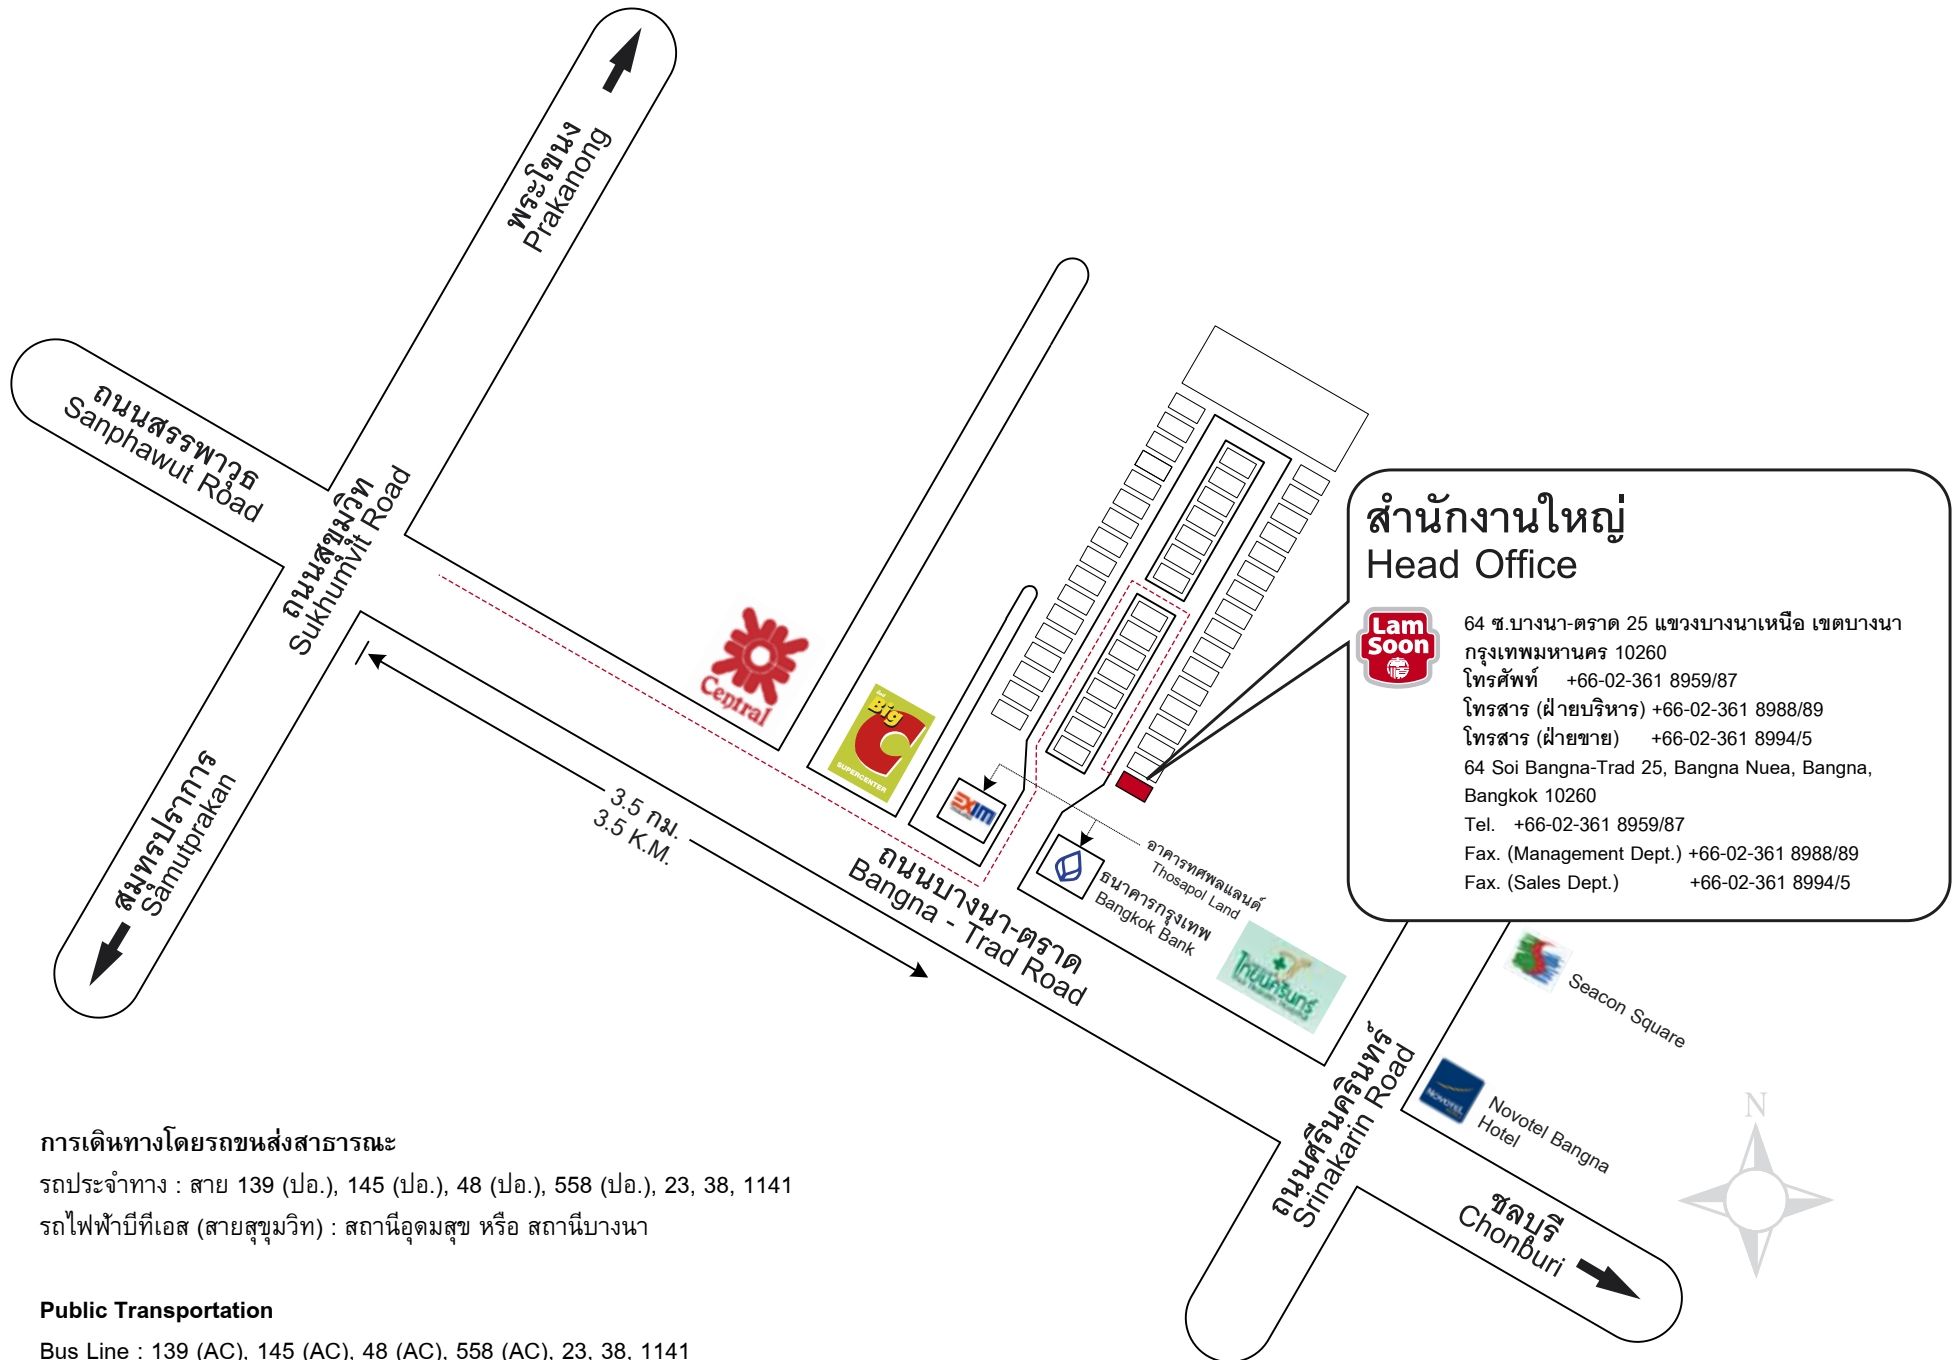 พระโขนง
Prakanong
ถนนสรรพาวุธ
Sanphawut Road
ถนนสุขุมวิท
Sukhumvit Road
สมุทรปราการ
Samutprakan
Central
Big
C
SUPERCENTER
EXIM
3.5 กม.
3.5 K.M.
ถนนบางนา-ตราด
Bangna - Trad Road
อาคารทศพลแลนด์
Thosapol Land
ธนาคารกรุงเทพ
Bangkok Bank
ไทยนครินทร์
สำนักงานใหญ่
Head Office
Lam
Soon
64 ซ.บางนา-ตราด 25 แขวงบางนาเหนือ เขตบางนา
กรุงเทพมหานคร 10260
โทรศัพท์ +66-02-361 8959/87
โทรสาร (ฝ่ายบริหาร) +66-02-361 8988/89
โทรสาร (ฝ่ายขาย) +66-02-361 8994/5
64 Soi Bangna-Trad 25, Bangna Nuea, Bangna,
Bangkok 10260
Tel. +66-02-361 8959/87
Fax. (Management Dept.) +66-02-361 8988/89
Fax. (Sales Dept.) +66-02-361 8994/5
Seacon Square
NOVOTEL
Novotel Bangna
Hotel
ถนนศรีนครินทร์
Srinakarin Road
ชลบุรี
Chonburi
N
การเดินทางโดยรถขนส่งสาธารณะ
รถประจำทาง : สาย 139 (ปอ.), 145 (ปอ.), 48 (ปอ.), 558 (ปอ.), 23, 38, 1141
รถไฟฟ้าบีทีเอส (สายสุขุมวิท) : สถานีอุดมสุข หรือ สถานีบางนา
Public Transportation
Bus Line : 139 (AC), 145 (AC), 48 (AC), 558 (AC), 23, 38, 1141